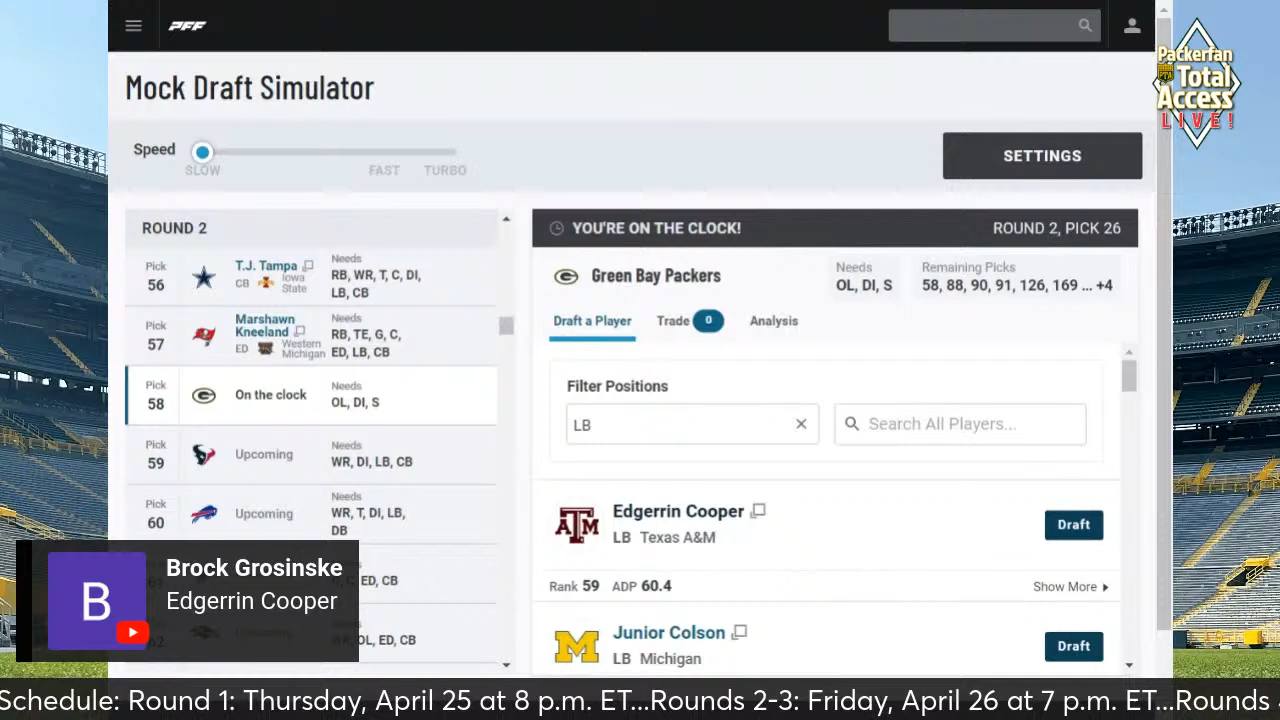 PFF
Packerfan
PTA
Total
Access
LIVE!
Mock Draft Simulator
Speed
SLOW
FAST
TURBO
SETTINGS
ROUND 2
Pick
56
T.J. Tampa
CB
Iowa
State
Needs
RB, WR, T, C, DI,
LB, CB
Pick
57
Marshawn
Kneeland
ED
Western
Michigan
Needs
RB, TE, G, C,
ED, LB, CB
Pick
58
On the clock
Needs
OL, DI, S
Pick
59
Upcoming
Needs
WR, DI, LB, CB
Pick
60
Upcoming
Needs
WR, T, DI, LB,
DB
ED, CB
OL, ED, CB
YOU'RE ON THE CLOCK!
ROUND 2, PICK 26
Green Bay Packers
Needs
OL, DI, S
Remaining Picks
58, 88, 90, 91, 126, 169 ... +4
Draft a Player
Trade
0
Analysis
Filter Positions
LB
Search All Players...
ATM
Edgerrin Cooper
LB Texas A&M
Draft
Rank 59 ADP 60.4
Show More
M
Junior Colson
LB Michigan
Draft
B
Brock Grosinske
Edgerrin Cooper
Schedule: Round 1: Thursday, April 25 at 8 p.m. ET...Rounds 2-3: Friday, April 26 at 7 p.m. ET...Rounds